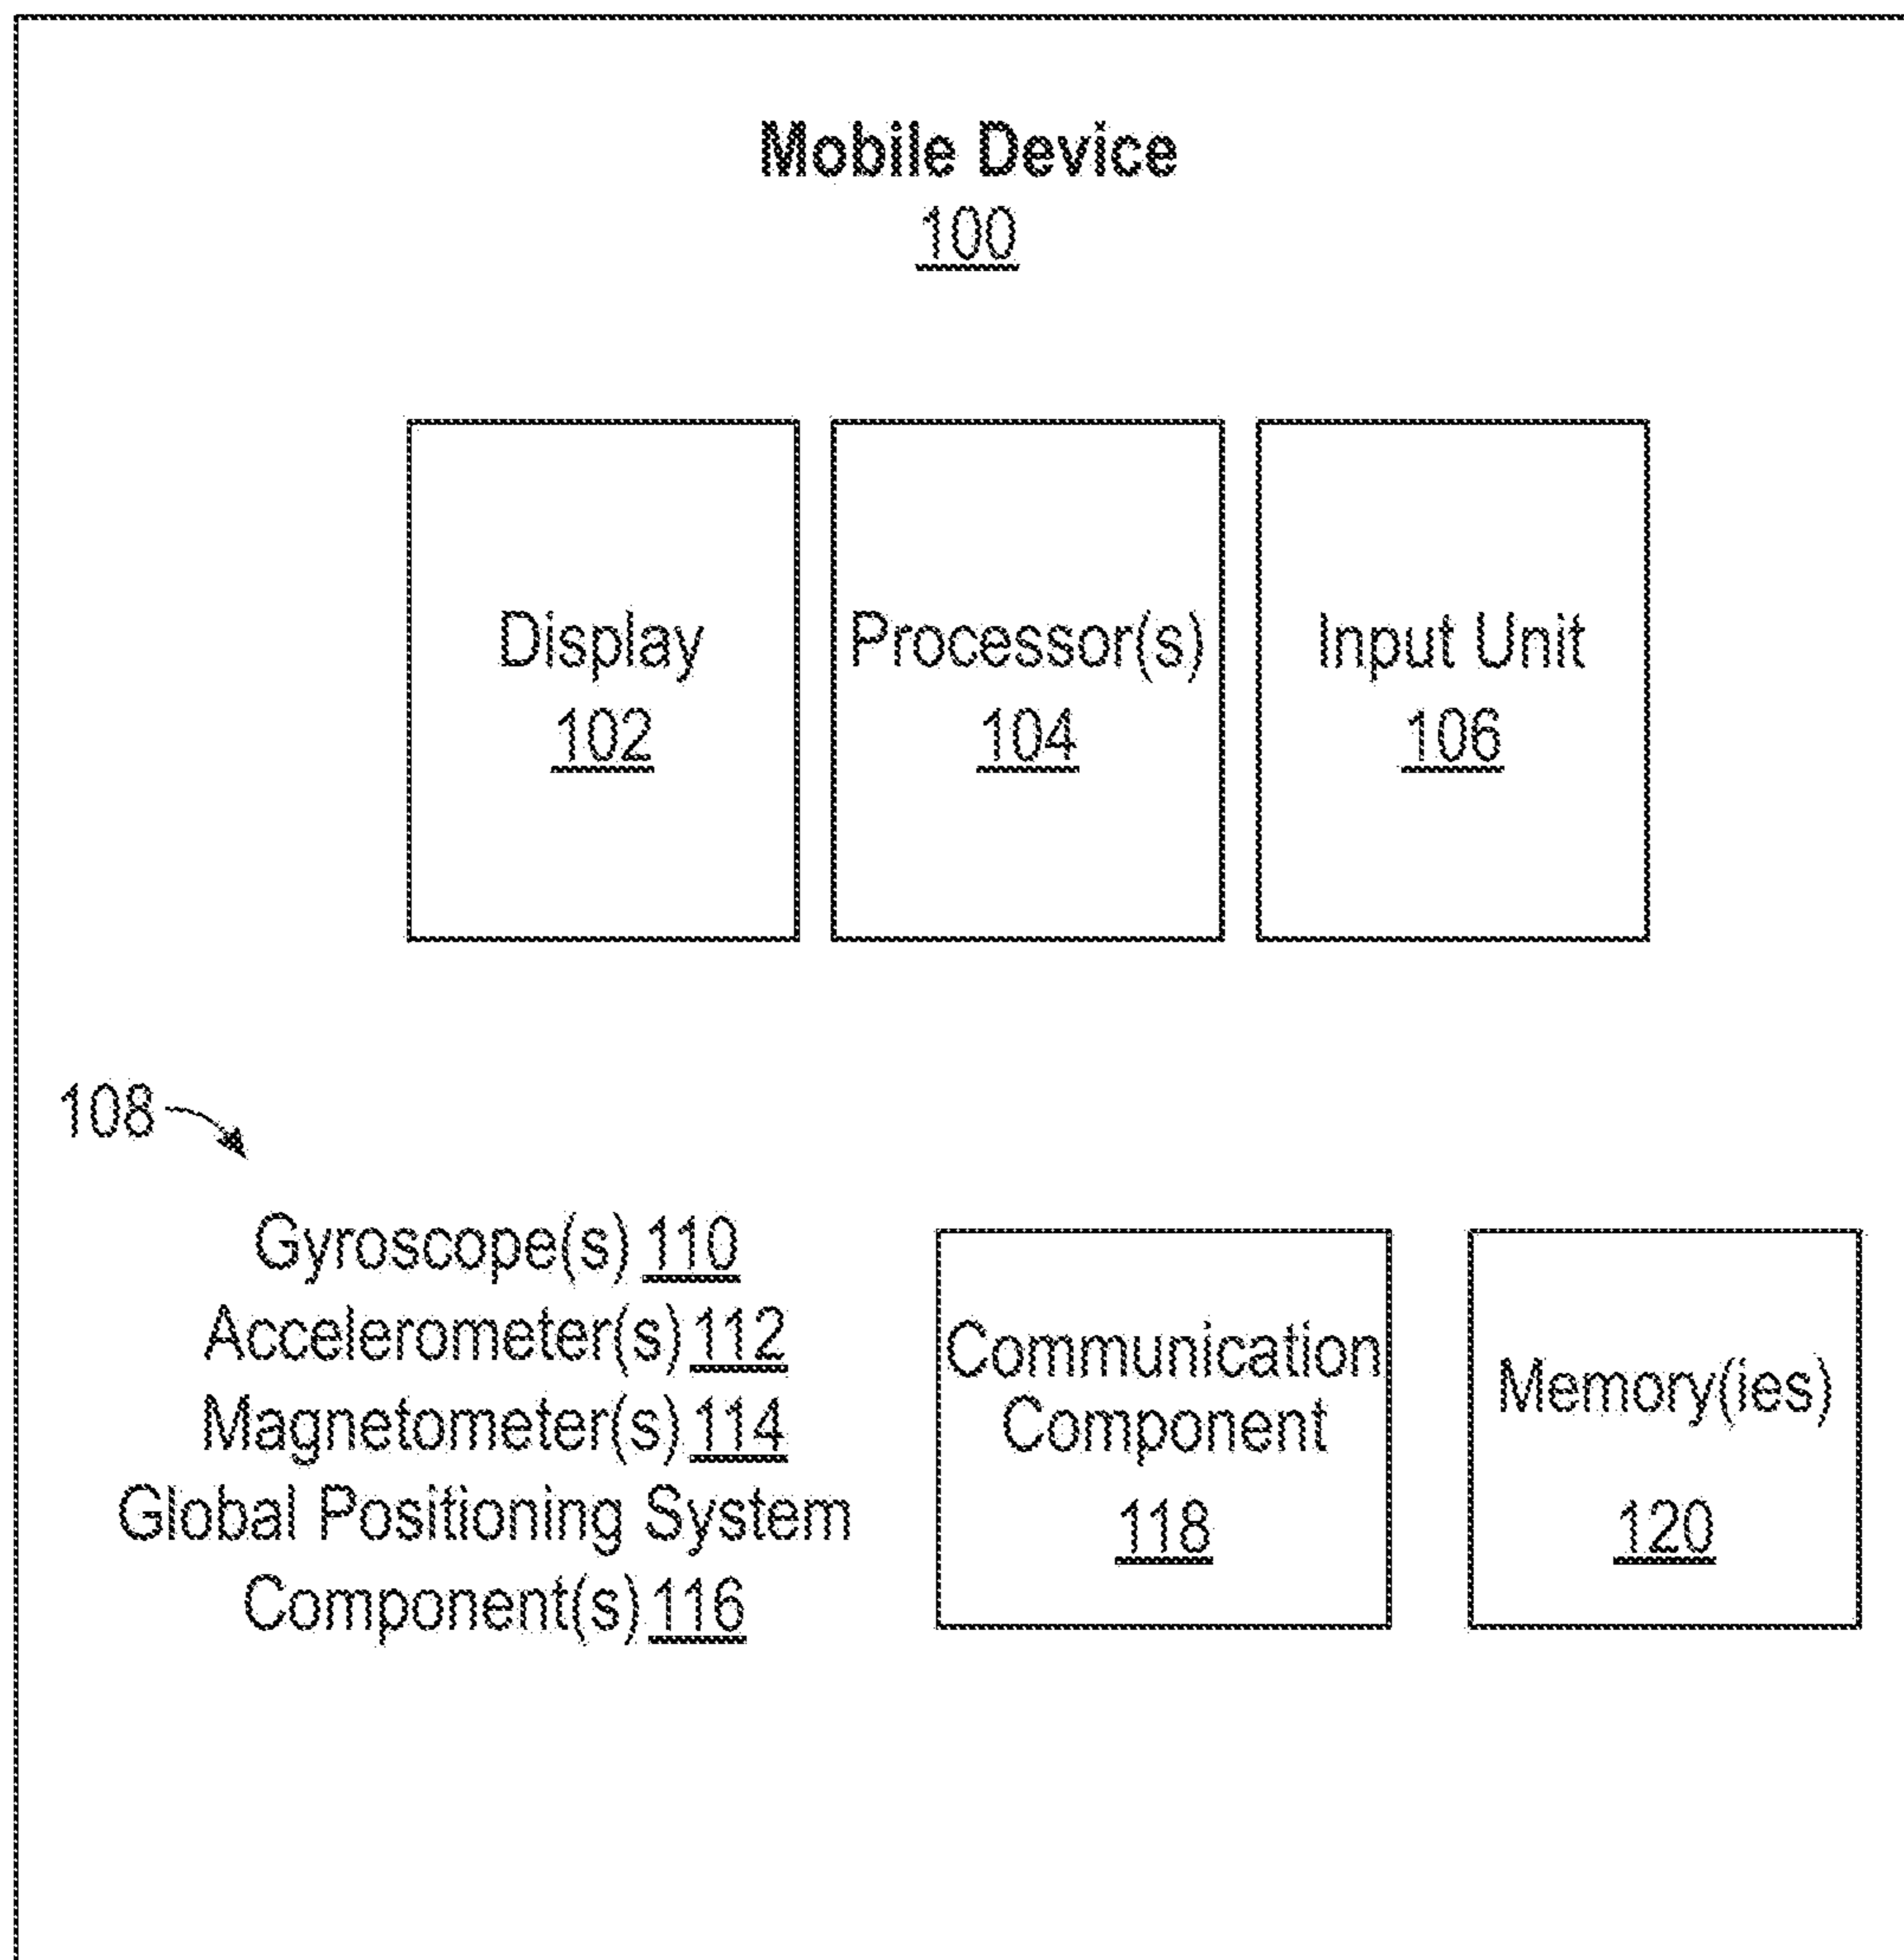 Mobile Device
100
Display
102
Processor(s)
104
Input Unit
106
108
Gyroscope(s) 110
Accelerometer(s) 112
Magnetometer(s) 114
Global Positioning System
Component(s) 116
Communication
Component
118
Memory(ies)
120